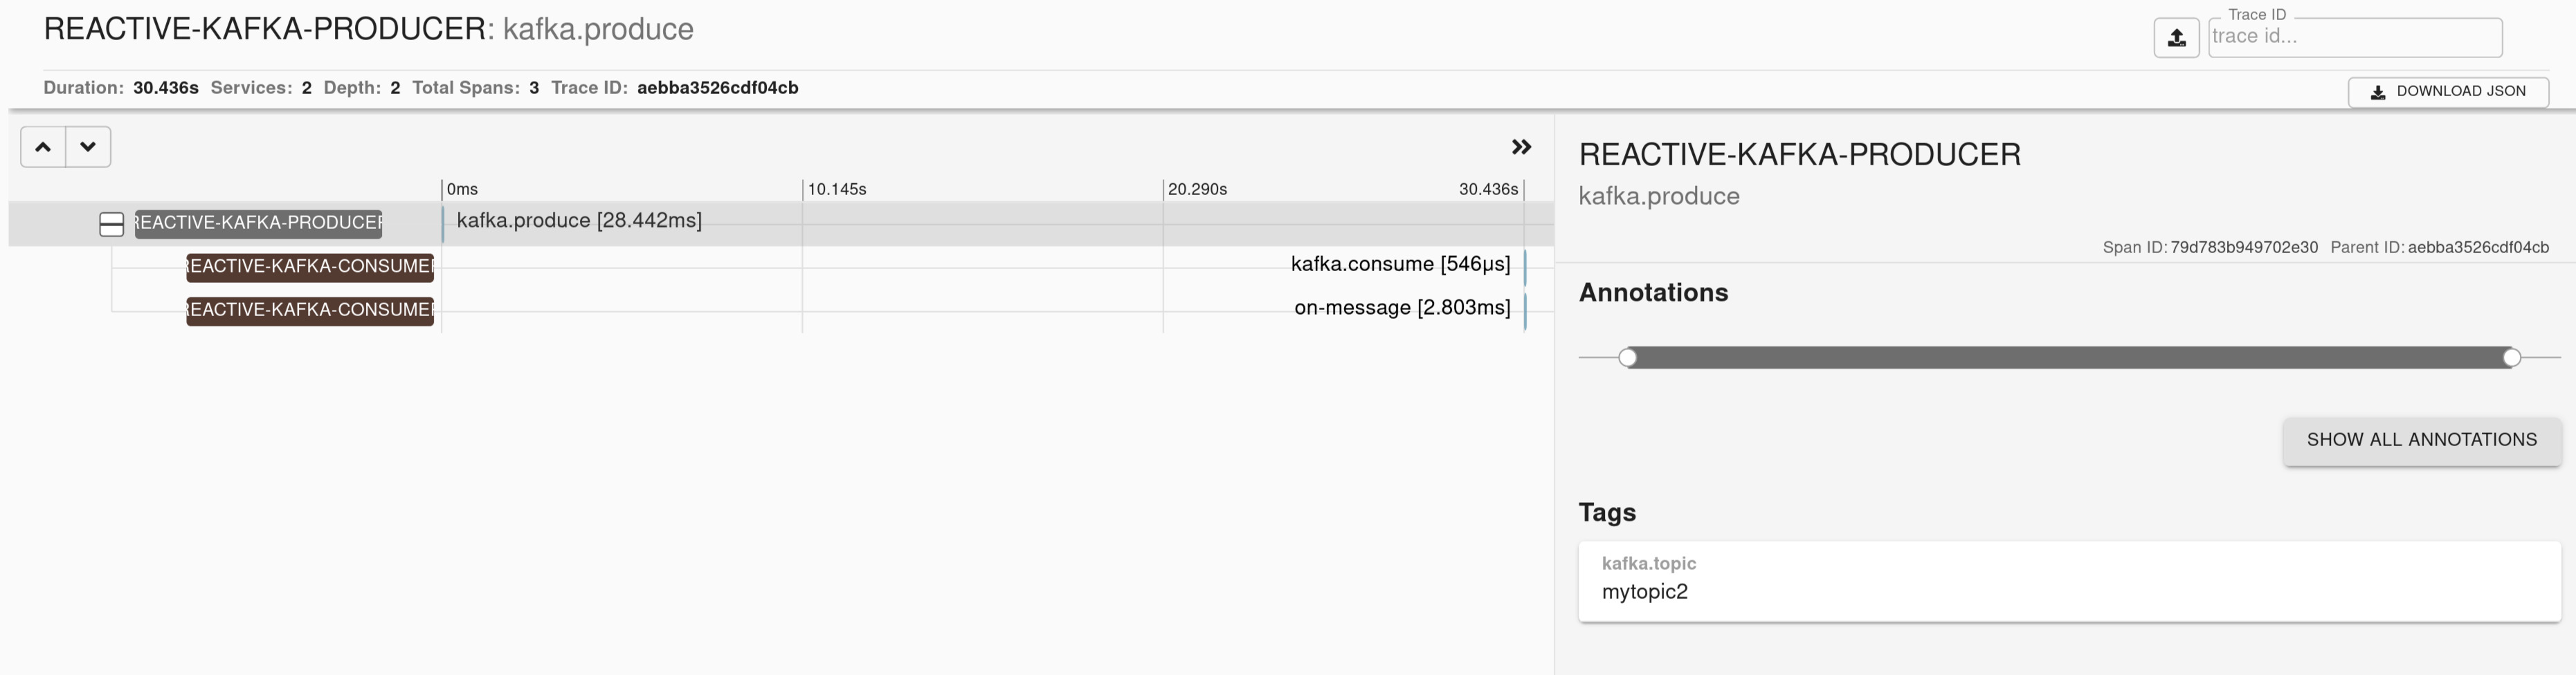 REACTIVE-KAFKA-PRODUCER: kafka.produce
Trace ID
trace id...
Duration: 30.436s Services: 2 Depth: 2 Total Spans: 3 Trace ID: aebba3526cdf04cb
DOWNLOAD JSON
0ms 10.145s 20.290s 30.436s
REACTIVE-KAFKA-PRODUCER kafka.produce [28.442ms]
REACTIVE-KAFKA-CONSUMER kafka.consume [546μs]
REACTIVE-KAFKA-CONSUMER on-message [2.803ms]
REACTIVE-KAFKA-PRODUCER
kafka.produce
Span ID: 79d783b949702e30 Parent ID: aebba3526cdf04cb
Annotations
SHOW ALL ANNOTATIONS
Tags
kafka.topic
mytopic2